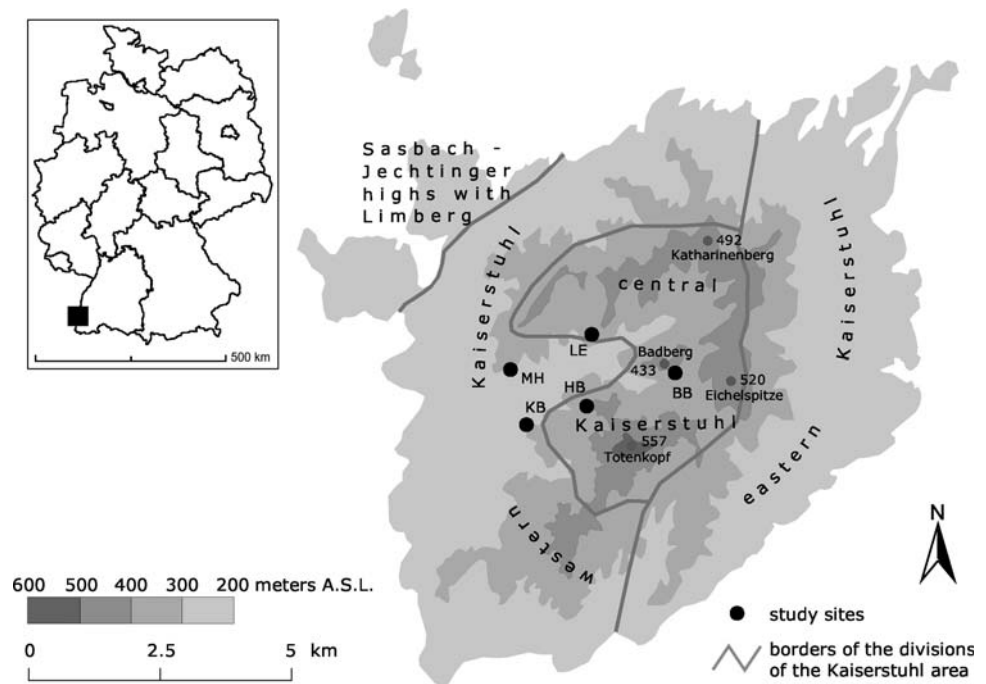 500 km
Sasbach -
Jechtinger
highs with
Limberg
Kaiserstuhl
western
492
Katharinenberg
central
Kaiserstuhl
LE
Badberg
433
BB
MH
HB
KB
520
Eichelspitze
557
Totenkopf
Kaiserstuhl
eastern
N
600 500 400 300 200 meters A.S.L.
0 2.5 5 km
study sites
borders of the divisions
of the Kaiserstuhl area